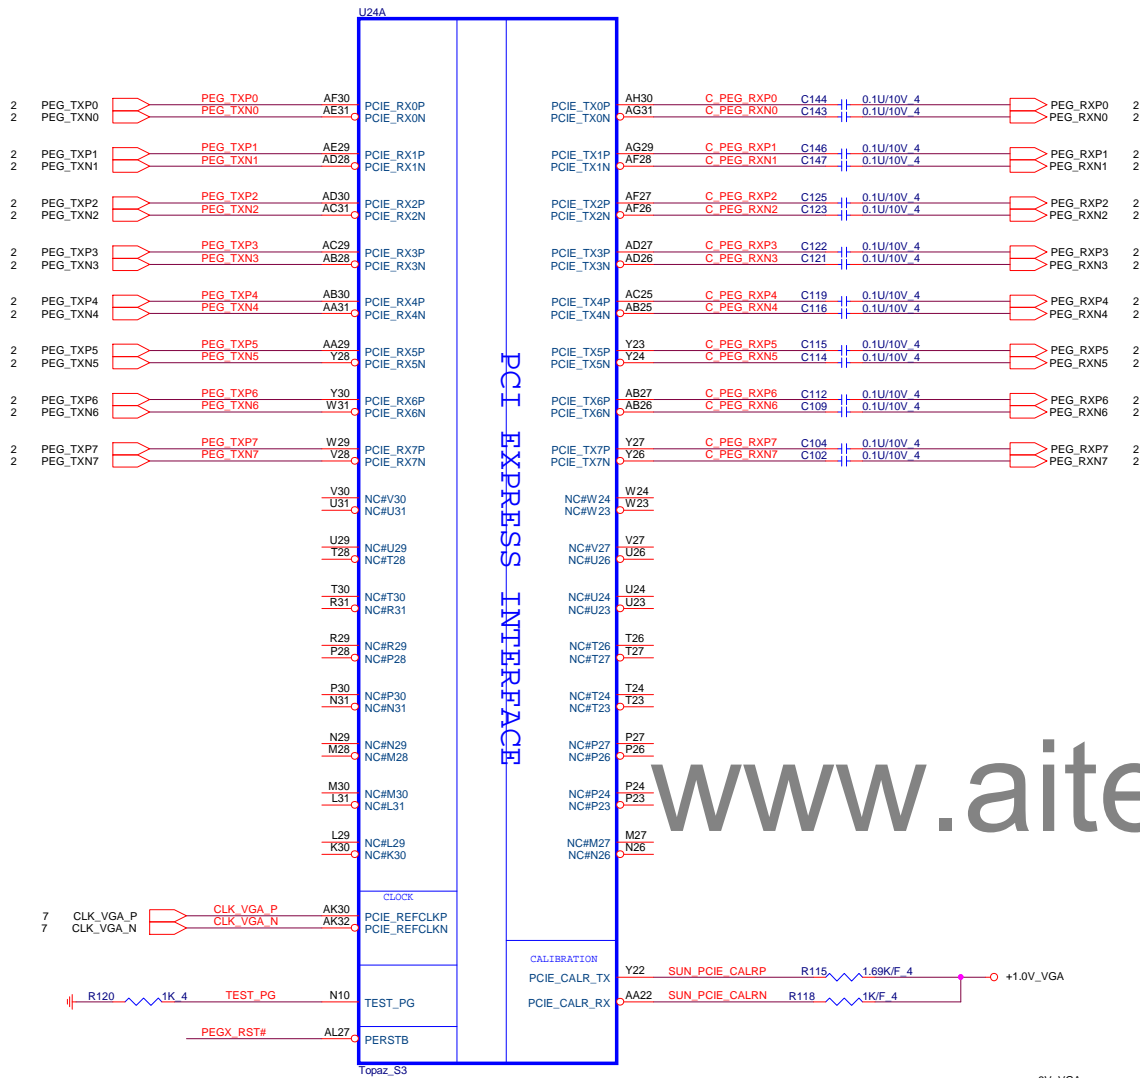 U24A
2 PEG_TXP0 PEG_TXP0 AF30 PCIE_RX0P PCIE_TX0P AH30 C_PEG_RXP0 C144 0.1U/10V_4 PEG_RXP0 2
2 PEG_TXN0 PEG_TXN0 AE31 PCIE_RX0N PCIE_TX0N AG31 C_PEG_RXN0 C143 0.1U/10V_4 PEG_RXN0 2
2 PEG_TXP1 PEG_TXP1 AE29 PCIE_RX1P PCIE_TX1P AG29 C_PEG_RXP1 C146 0.1U/10V_4 PEG_RXP1 2
2 PEG_TXN1 PEG_TXN1 AD28 PCIE_RX1N PCIE_TX1N AF28 C_PEG_RXN1 C147 0.1U/10V_4 PEG_RXN1 2
2 PEG_TXP2 PEG_TXP2 AD30 PCIE_RX2P PCIE_TX2P AF27 C_PEG_RXP2 C125 0.1U/10V_4 PEG_RXP2 2
2 PEG_TXN2 PEG_TXN2 AC31 PCIE_RX2N PCIE_TX2N AF26 C_PEG_RXN2 C123 0.1U/10V_4 PEG_RXN2 2
2 PEG_TXP3 PEG_TXP3 AC29 PCIE_RX3P PCIE_TX3P AD27 C_PEG_RXP3 C122 0.1U/10V_4 PEG_RXP3 2
2 PEG_TXN3 PEG_TXN3 AB28 PCIE_RX3N PCIE_TX3N AD26 C_PEG_RXN3 C121 0.1U/10V_4 PEG_RXN3 2
2 PEG_TXP4 PEG_TXP4 AB30 PCIE_RX4P PCIE_TX4P AC25 C_PEG_RXP4 C119 0.1U/10V_4 PEG_RXP4 2
2 PEG_TXN4 PEG_TXN4 AA31 PCIE_RX4N PCIE_TX4N AB25 C_PEG_RXN4 C116 0.1U/10V_4 PEG_RXN4 2
2 PEG_TXP5 PEG_TXP5 AA29 PCIE_RX5P PCIE_TX5P Y23 C_PEG_RXP5 C115 0.1U/10V_4 PEG_RXP5 2
2 PEG_TXN5 PEG_TXN5 Y28 PCIE_RX5N PCIE_TX5N Y24 C_PEG_RXN5 C114 0.1U/10V_4 PEG_RXN5 2
2 PEG_TXP6 PEG_TXP6 Y30 PCIE_RX6P PCIE_TX6P AB27 C_PEG_RXP6 C112 0.1U/10V_4 PEG_RXP6 2
2 PEG_TXN6 PEG_TXN6 W31 PCIE_RX6N PCIE_TX6N AB26 C_PEG_RXN6 C109 0.1U/10V_4 PEG_RXN6 2
2 PEG_TXP7 PEG_TXP7 W29 PCIE_RX7P PCIE_TX7P Y27 C_PEG_RXP7 C104 0.1U/10V_4 PEG_RXP7 2
2 PEG_TXN7 PEG_TXN7 V28 PCIE_RX7N PCIE_TX7N Y26 C_PEG_RXN7 C102 0.1U/10V_4 PEG_RXN7 2
PCI EXPRESS INTERFACE
V30 NC#V30 NC#W24 W24
U31 NC#U31 NC#W23 W23
U29 NC#U29 NC#V27 V27
T28 NC#T28 NC#U26 U26
T30 NC#T30 NC#U24 U24
R31 NC#R31 NC#U23 U23
R29 NC#R29 NC#T26 T26
P28 NC#P28 NC#T27 T27
P30 NC#P30 NC#T24 T24
N31 NC#N31 NC#T23 T23
N29 NC#N29 NC#P27 P27
M28 NC#M28 NC#P26 P26
M30 NC#M30 NC#P24 P24
L31 NC#L31 NC#P23 P23
L29 NC#L29 NC#M27 M27
K30 NC#K30 NC#N26 N26
www.aite
CLOCK
7 CLK_VGA_P CLK_VGA_P AK30 PCIE_REFCLKP
7 CLK_VGA_N CLK_VGA_N AK32 PCIE_REFCLKN
CALIBRATION
PCIE_CALR_TX Y22 SUN_PCIE_CALRP R115 1.69K/F_4 +1.0V_VGA
R120 1K_4 TEST_PG N10 TEST_PG PCIE_CALR_RX AA22 SUN_PCIE_CALRN R118 1K/F_4
PEGX_RST# AL27 PERSTB
Topaz_S3